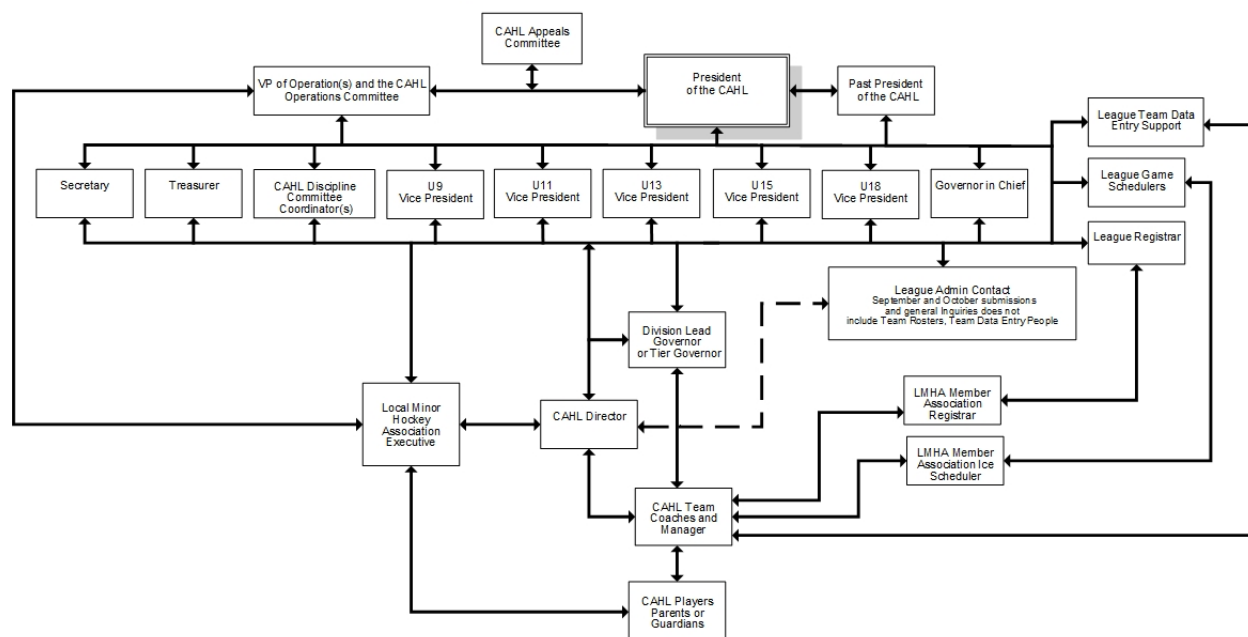 CAHL Appeals
Committee
VP of Operation(s) and the CAHL
Operations Committee
President
of the CAHL
Past President
of the CAHL
League Team Data
Entry Support
Secretary
Treasurer
CAHL Discipline
Committee
Coordinator(s)
U9
Vice President
U11
Vice President
U13
Vice President
U15
Vice President
U18
Vice President
Governor in Chief
League Game
Schedulers
League Registrar
League Admin Contact
September and October submissions
and general Inquiries does not
include Team Rosters, Team Data Entry People
Division Lead
Governor
or Tier Governor
Local Minor
Hockey
Association
Executive
CAHL Director
LMHA Member
Association
Registrar
LMHA Member
Association Ice
Scheduler
CAHL Team
Coaches and
Manager
CAHL Players
Parents or
Guardians